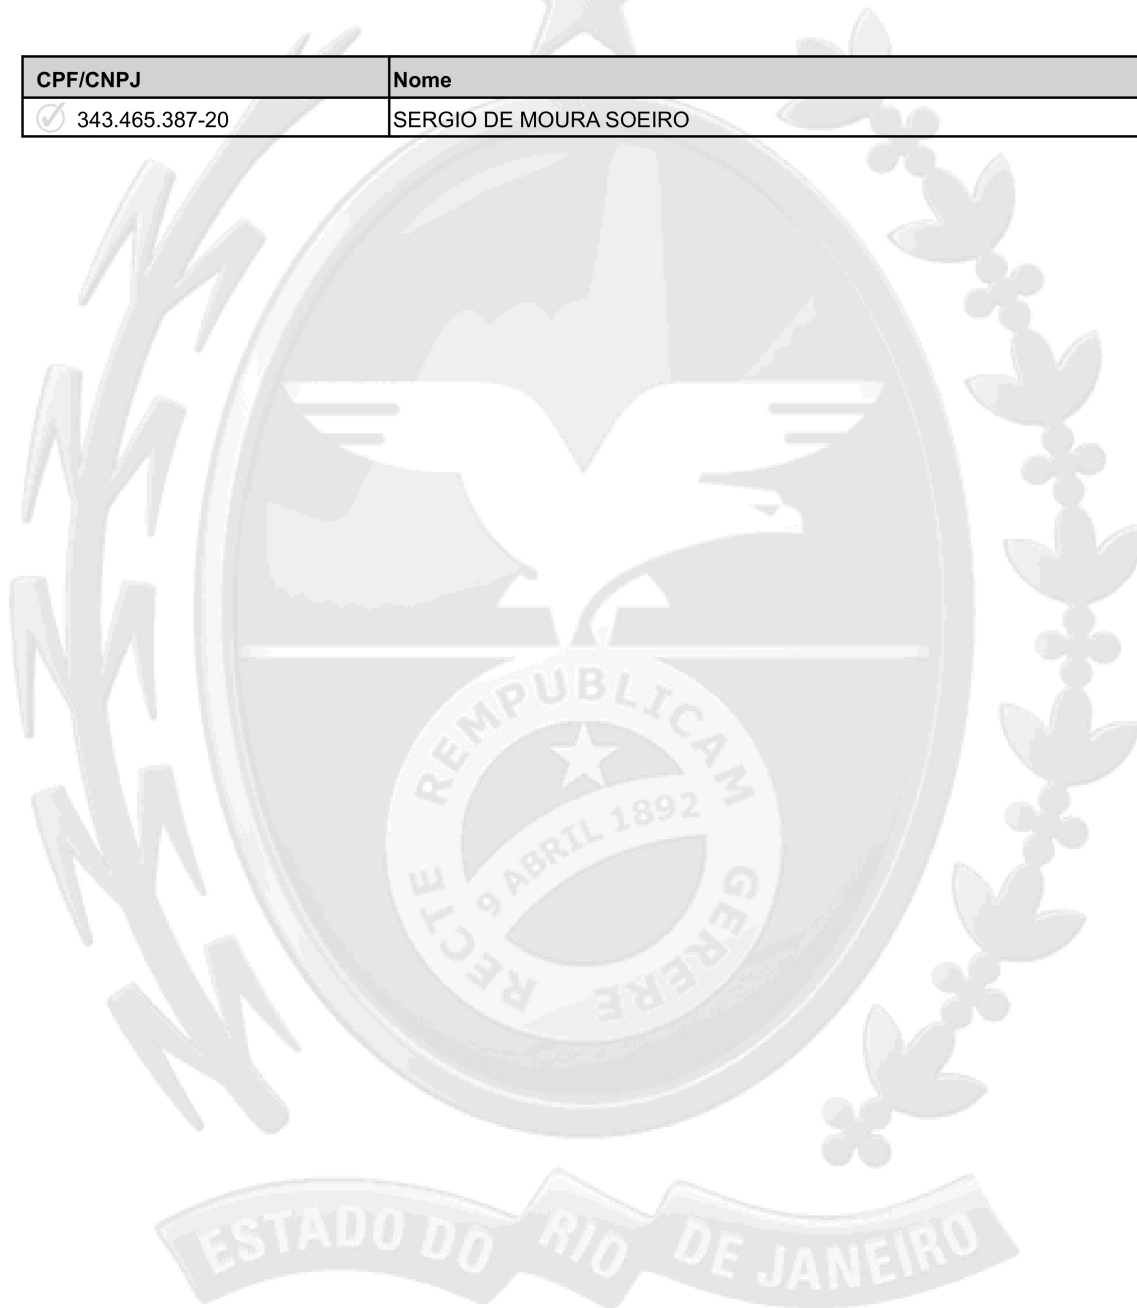 CPF/CNPJ Nome
343.465.387-20 SERGIO DE MOURA SOEIRO
RECTE REMPUBLICAM GERERE
9 ABRIL 1892
ESTADO DO RIO DE JANEIRO